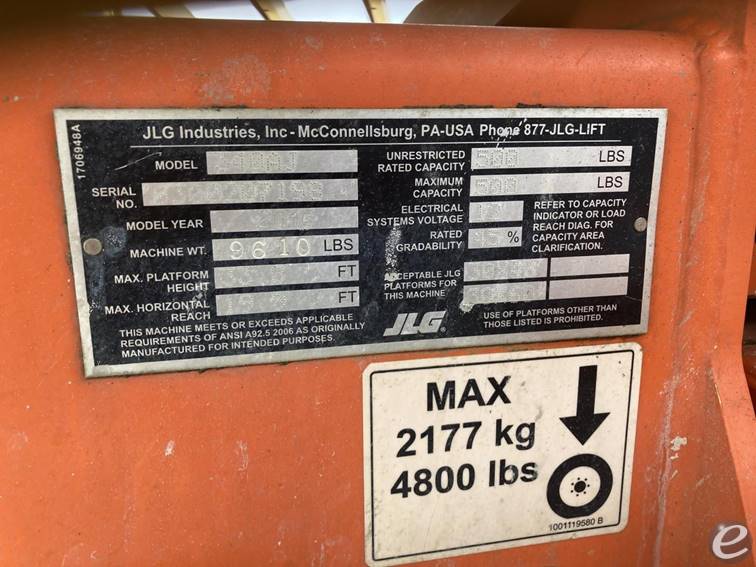 1706948A
JLG Industries, Inc - McConnellsburg, PA-USA Phone 877-JLG-LIFT
MODEL
SERIAL NO.
MODEL YEAR
MACHINE WT. 9610 LBS
MAX. PLATFORM HEIGHT FT
MAX. HORIZONTAL REACH FT
THIS MACHINE MEETS OR EXCEEDS APPLICABLE
REQUIREMENTS OF ANSI A92.5 2006 AS ORIGINALLY
MANUFACTURED FOR INTENDED PURPOSES.
UNRESTRICTED RATED CAPACITY 500 LBS
MAXIMUM CAPACITY 500 LBS
ELECTRICAL SYSTEMS VOLTAGE
RATED GRADABILITY 45 %
REFER TO CAPACITY
INDICATOR OR LOAD
REACH DIAG. FOR
CAPACITY AREA
CLARIFICATION.
ACCEPTABLE JLG
PLATFORMS FOR
THIS MACHINE
JLG
USE OF PLATFORMS OTHER THAN
THOSE LISTED IS PROHIBITED.
MAX
2177 kg
4800 lbs
1001119580 B
e